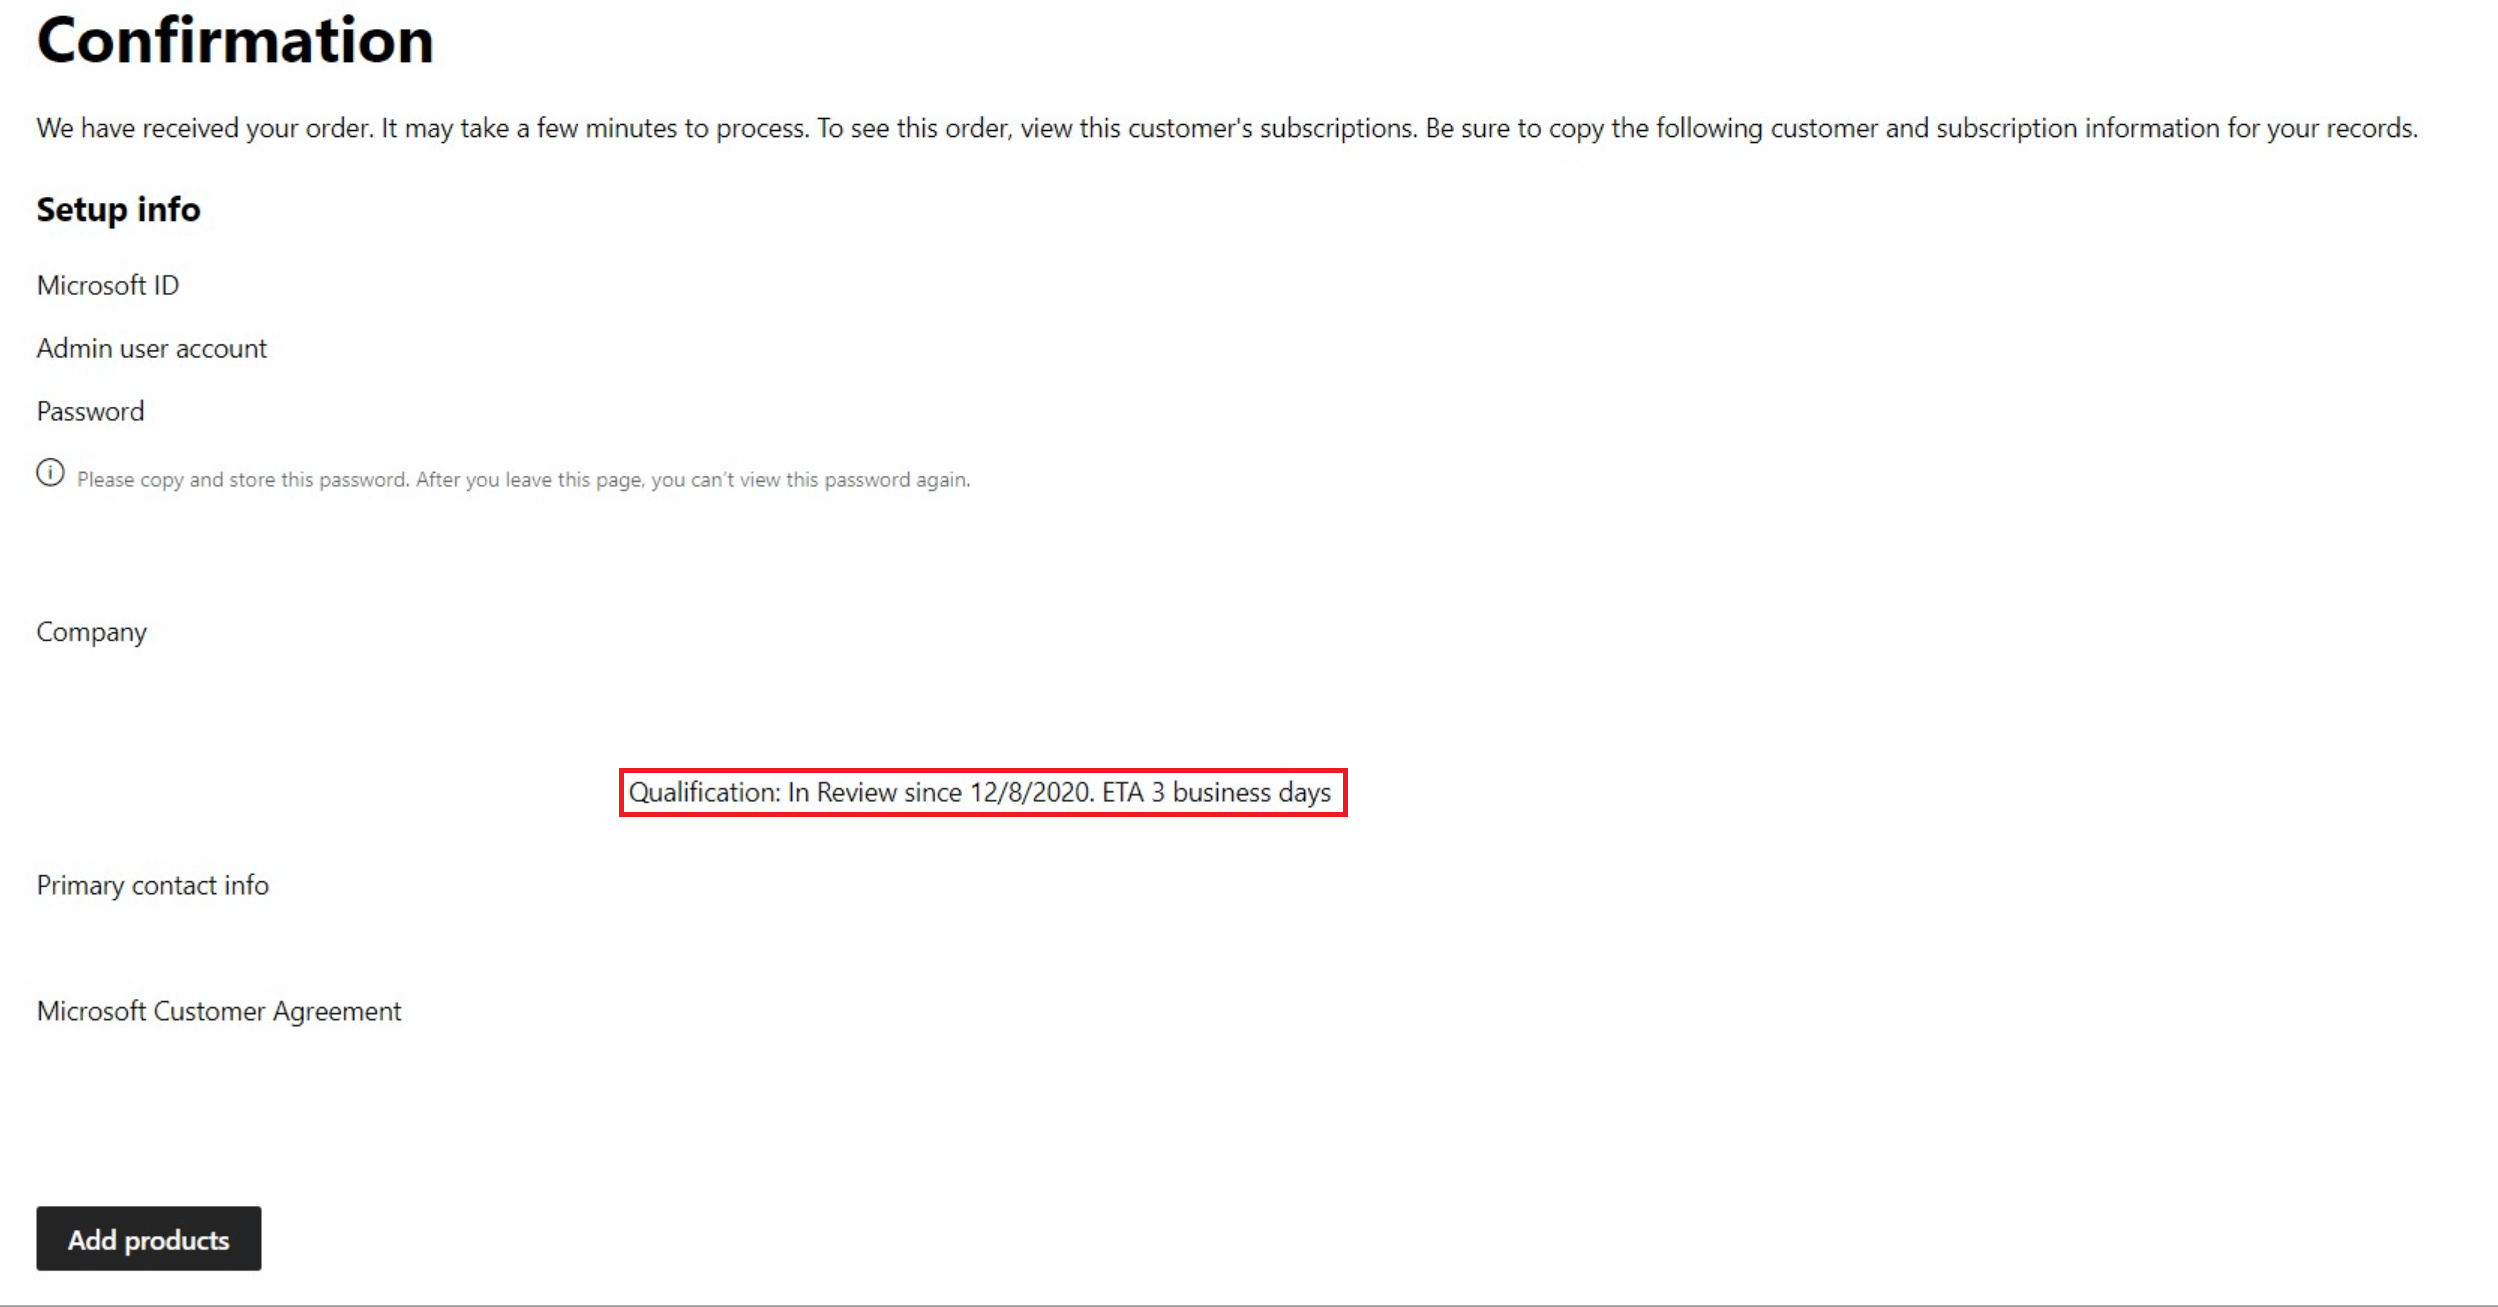 Confirmation
We have received your order. It may take a few minutes to process. To see this order, view this customer's subscriptions. Be sure to copy the following customer and subscription information for your records.
Setup info
Microsoft ID
Admin user account
Password
Please copy and store this password. After you leave this page, you can’t view this password again.
Company
Qualification: In Review since 12/8/2020. ETA 3 business days
Primary contact info
Microsoft Customer Agreement
Add products